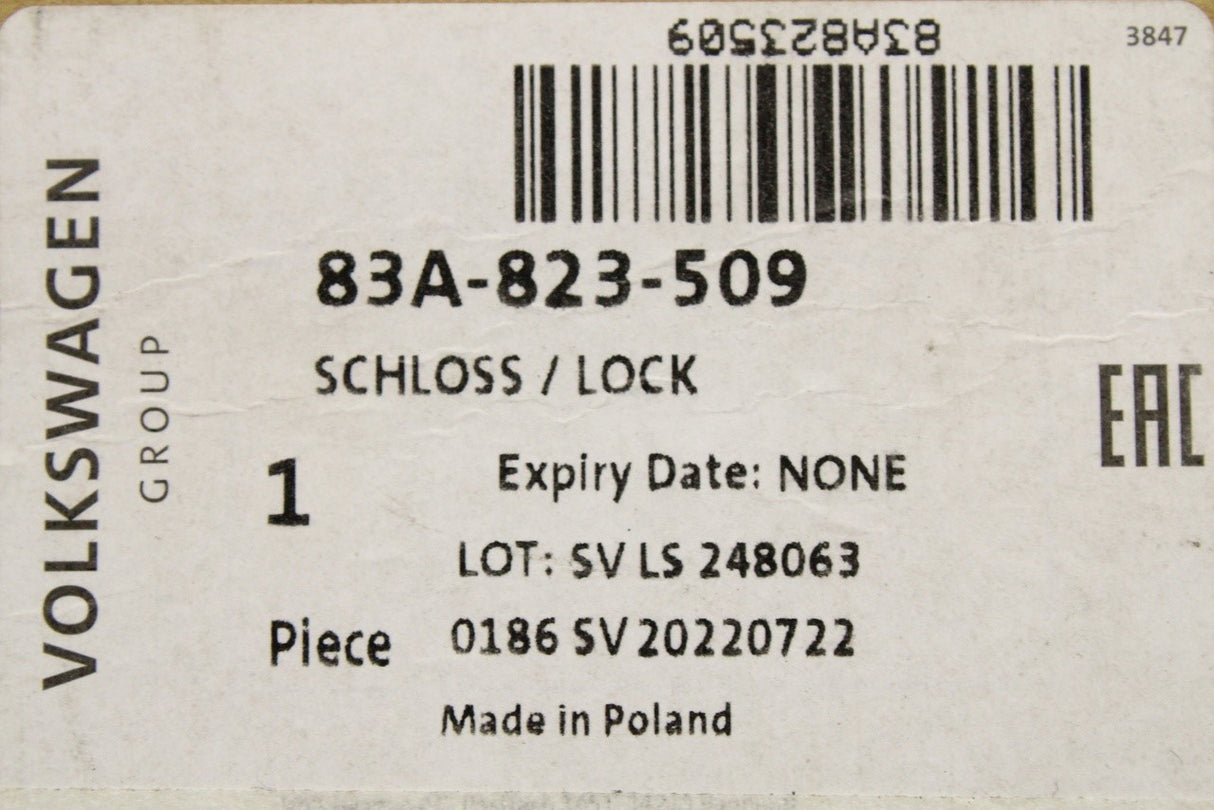 83A823509
3847
VOLKSWAGEN
GROUP
83A-823-509
SCHLOSS / LOCK
EAC
1
Expiry Date: NONE
LOT: SV LS 248063
Piece
0186 SV 20220722
Made in Poland